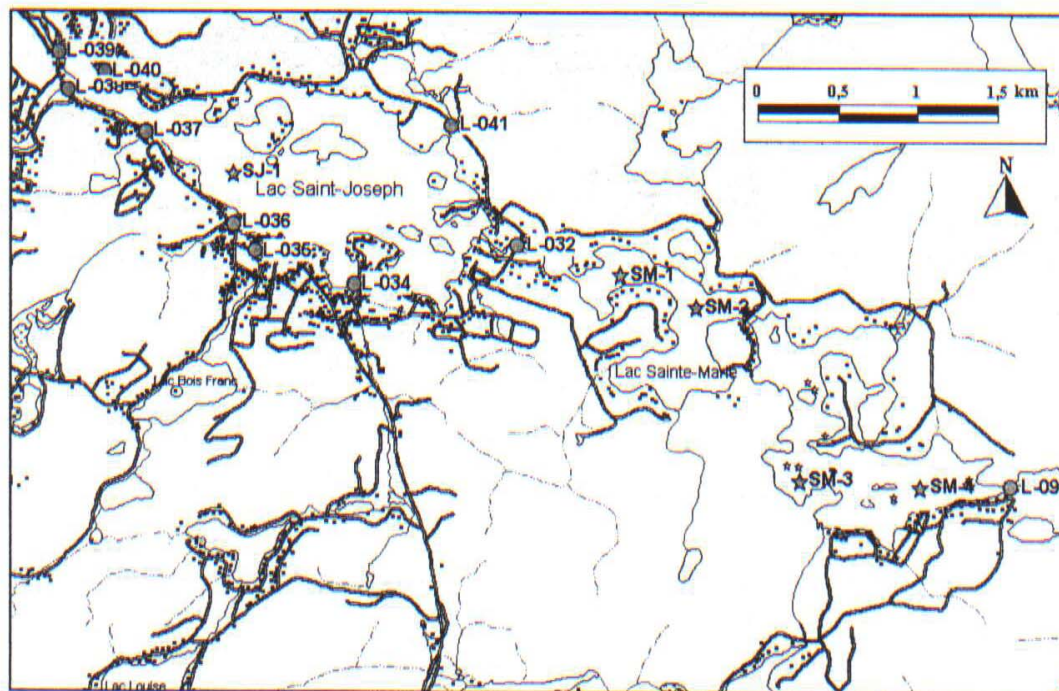 L-039
L-040
L-038
0 0,5 1 1,5 km
L-037
L-041
SJ-1
Lac Saint-Joseph
N
L-036
L-035
L-032
SM-1
L-034
SM-2
Lac Sainte-Marie
Lac Bois Franc
SM-3
SM-4
L-09
Lac Louise